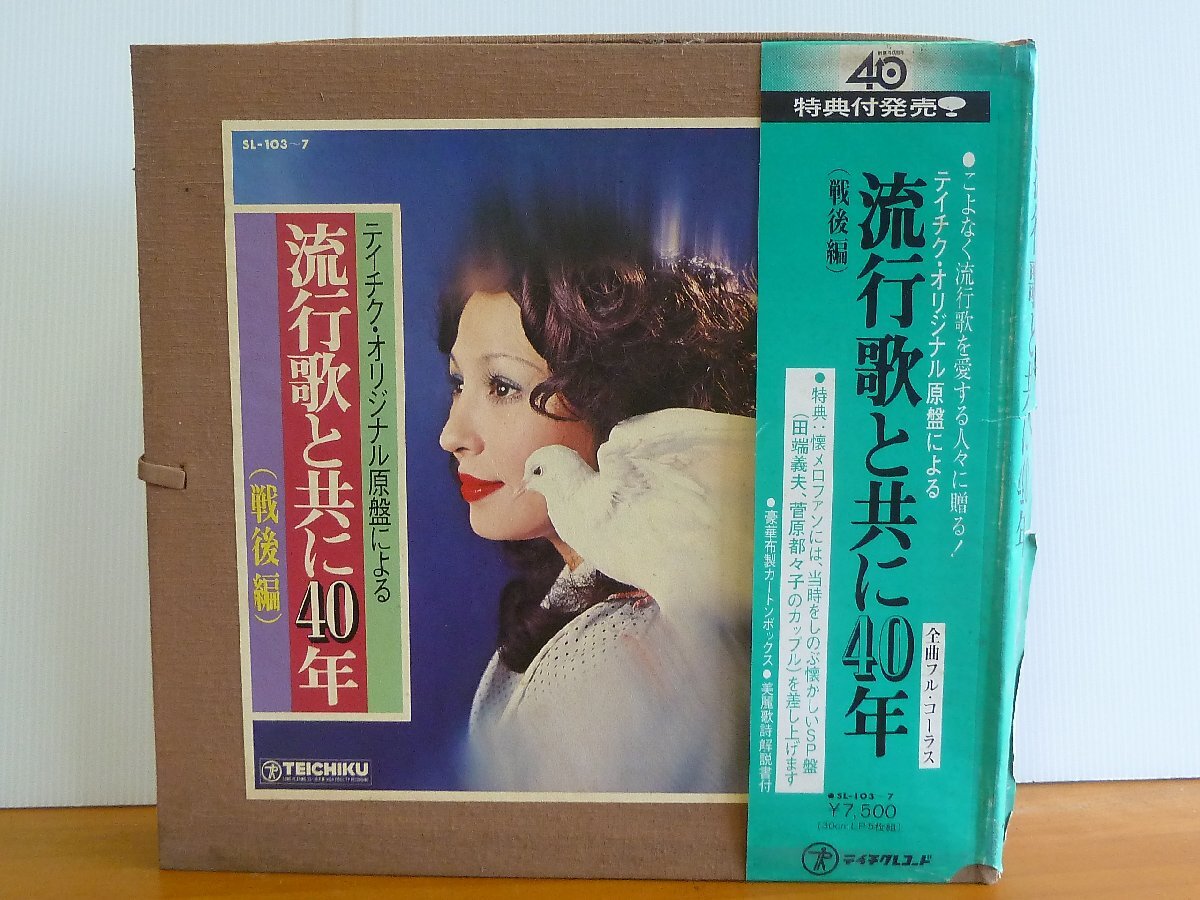 SL-103～7
テイチク・オリジナル原盤による
流行歌と共に40年
(戦後編)
TEICHIKU
40
特典付発売
●こよなく流行歌を愛する人々に贈る!
テイチク・オリジナル原盤による
流行歌と共に40年
(戦後編)
全曲フル・コーラス
●特典:懐メロファンには、当時をしのぶ懐かしいSP盤
(田端義夫、菅原都々子のカップル)を差し上げます
●豪華布製カートンボックス●美麗歌詩解説書付
●SL-103～7
¥7,500
[30cm LP5枚組]
テイチクレコード